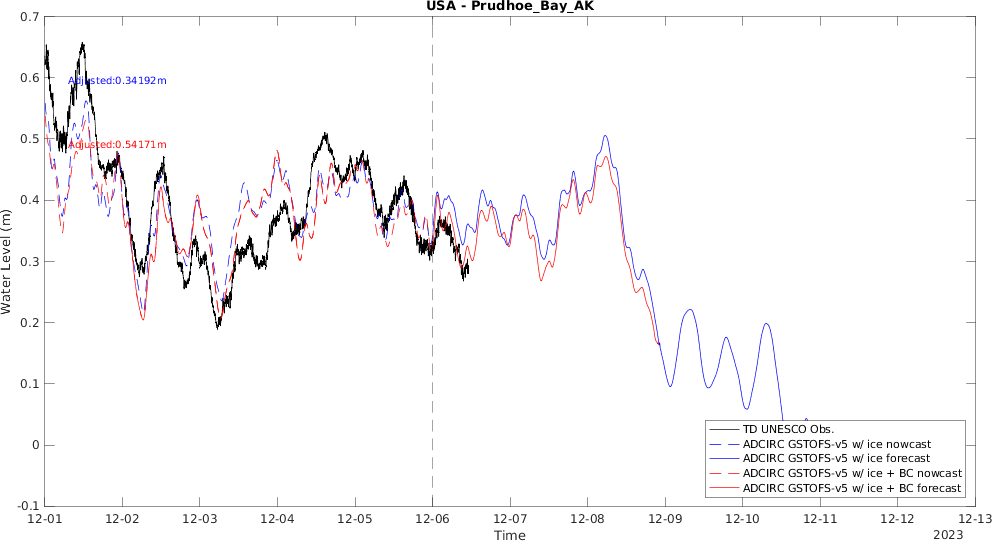 USA - Prudhoe_Bay_AK
0.7
0.6
0.5
0.4
0.3
0.2
0.1
0
-0.1
Water Level (m)
Adjusted:0.34192m
Adjusted:0.54171m
TD UNESCO Obs.
ADCIRC GSTOFS-v5 w/ ice nowcast
ADCIRC GSTOFS-v5 w/ ice forecast
ADCIRC GSTOFS-v5 w/ ice + BC nowcast
ADCIRC GSTOFS-v5 w/ ice + BC forecast
12-01 12-02 12-03 12-04 12-05 12-06 12-07 12-08 12-09 12-10 12-11 12-12 12-13
Time
2023